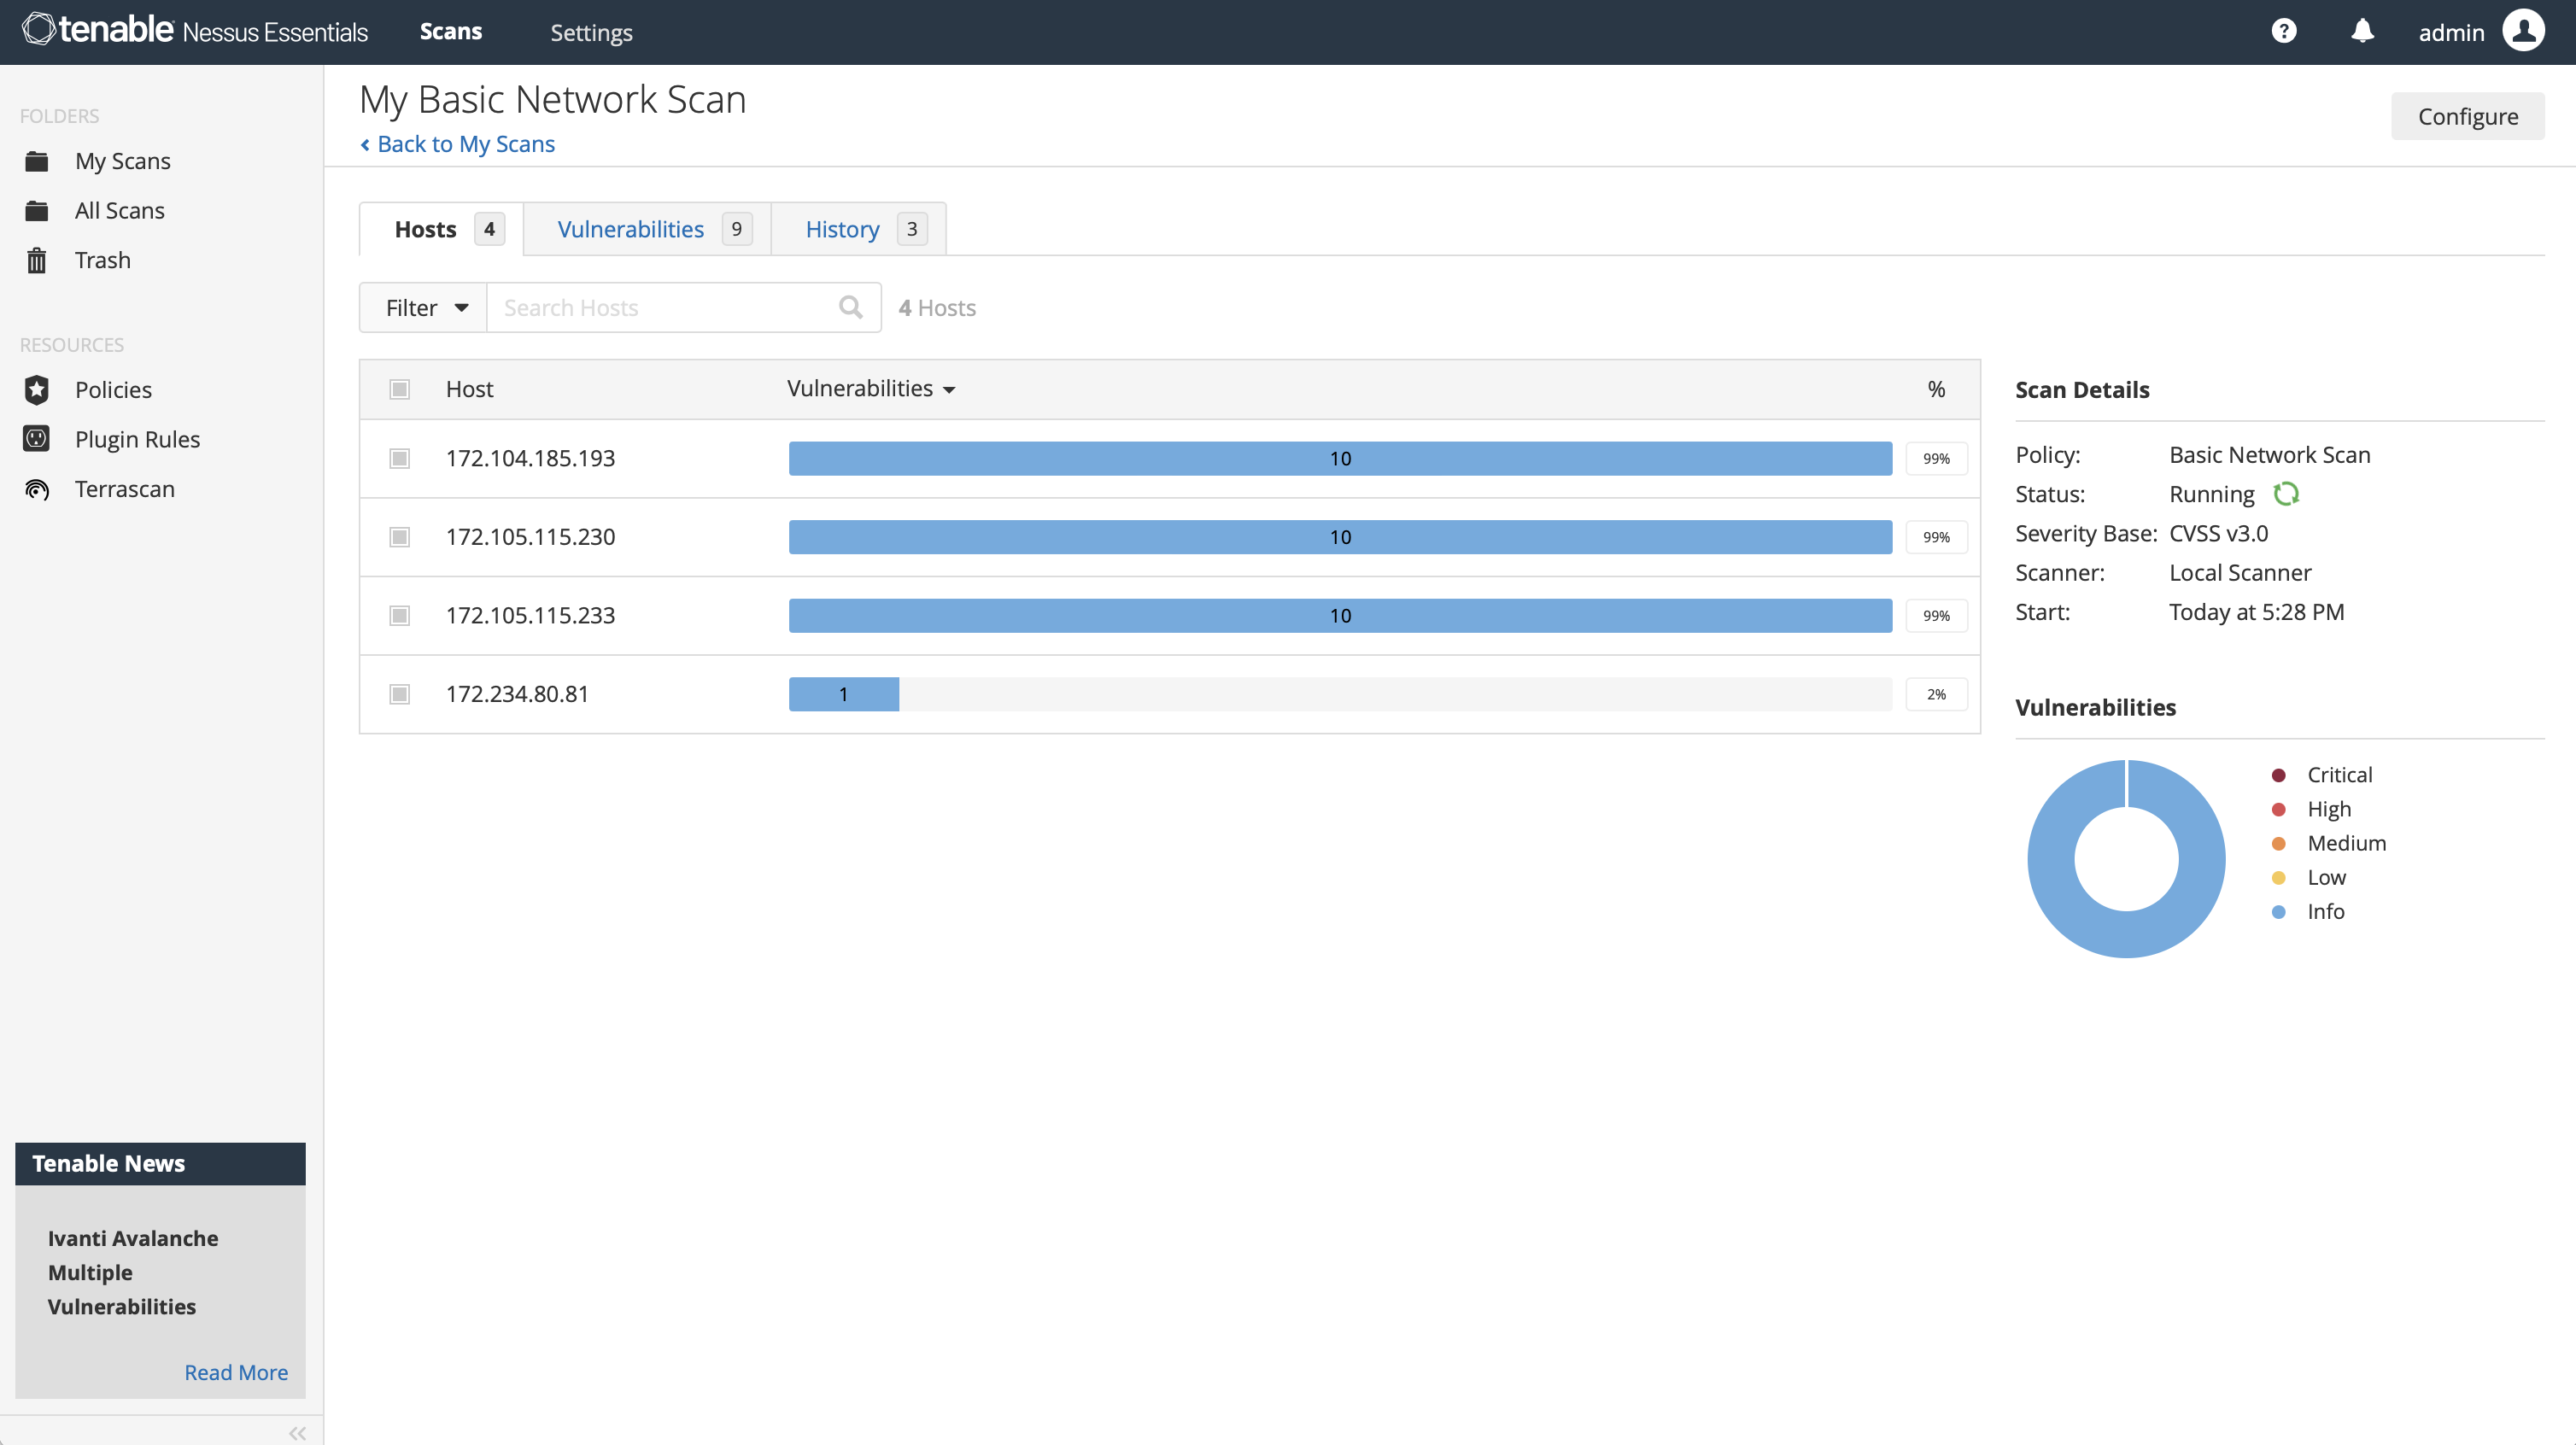 tenable Nessus Essentials Scans Settings ? admin
FOLDERS
My Scans
All Scans
Trash
RESOURCES
Policies
Plugin Rules
Terrascan
Tenable News
Ivanti Avalanche
Multiple
Vulnerabilities
Read More
My Basic Network Scan
Back to My Scans
Configure
Hosts 4 Vulnerabilities 9 History 3
Filter Search Hosts 4 Hosts
Host Vulnerabilities %
172.104.185.193 10 99%
172.105.115.230 10 99%
172.105.115.233 10 99%
172.234.80.81 1 2%
Scan Details
Policy: Basic Network Scan
Status: Running
Severity Base: CVSS v3.0
Scanner: Local Scanner
Start: Today at 5:28 PM
Vulnerabilities
Critical
High
Medium
Low
Info